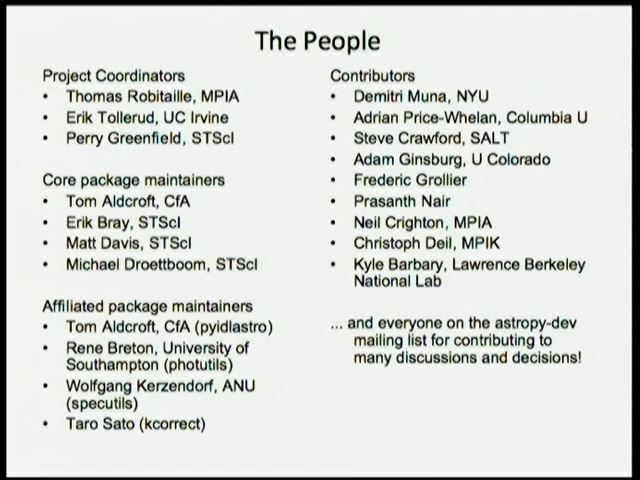 The People
Project Coordinators
• Thomas Robitaille, MPIA
• Erik Tollerud, UC Irvine
• Perry Greenfield, STScI
Core package maintainers
• Tom Aldcroft, CfA
• Erik Bray, STScI
• Matt Davis, STScI
• Michael Droettboom, STScI
Affiliated package maintainers
• Tom Aldcroft, CfA (pyidlastro)
• Rene Breton, University of
Southampton (photutils)
• Wolfgang Kerzendorf, ANU
(specutils)
• Taro Sato (kcorrect)
Contributors
• Demitri Muna, NYU
• Adrian Price-Whelan, Columbia U
• Steve Crawford, SALT
• Adam Ginsburg, U Colorado
• Frederic Grollier
• Prasanth Nair
• Neil Crighton, MPIA
• Christoph Deil, MPIK
• Kyle Barbary, Lawrence Berkeley
National Lab
... and everyone on the astropy-dev
mailing list for contributing to
many discussions and decisions!